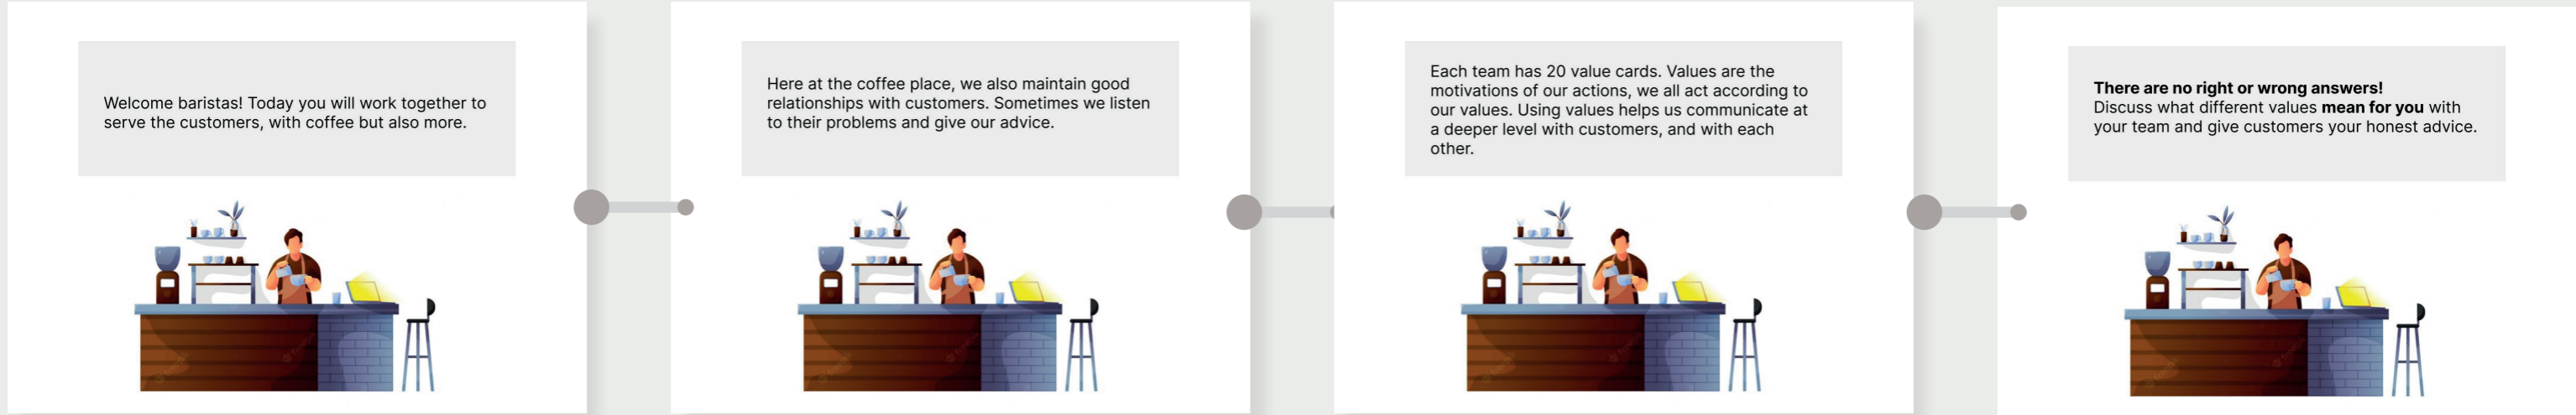 Welcome baristas! Today you will work together to
serve the customers, with coffee but also more.
Here at the coffee place, we also maintain good
relationships with customers. Sometimes we listen
to their problems and give our advice.
Each team has 20 value cards. Values are the
motivations of our actions, we all act according to
our values. Using values helps us communicate at
a deeper level with customers, and with each
other.
There are no right or wrong answers!
Discuss what different values mean for you with
your team and give customers your honest advice.